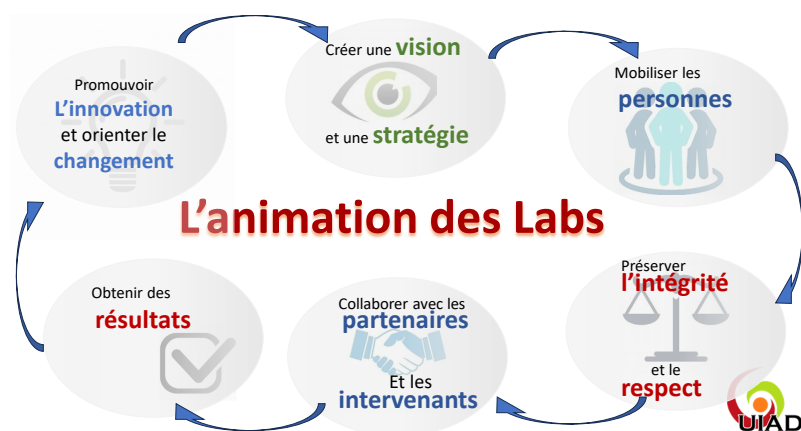 Promouvoir
L'innovation
et orienter le
changement
Créer une vision
et une stratégie
Mobiliser les
personnes
L'animation des Labs
Obtenir des
résultats
Collaborer avec les
partenaires
Et les
intervenants
Préserver
l'intégrité
et le
respect
UIAD